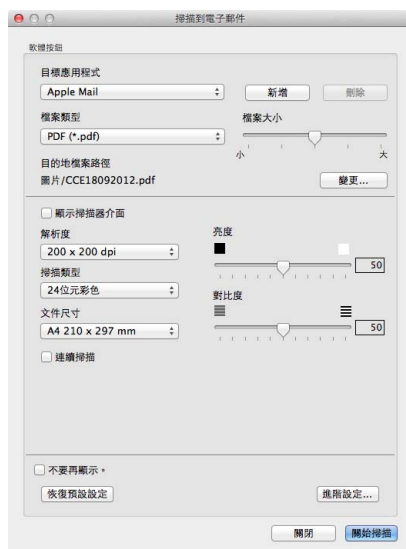 掃描到電子郵件
軟體按鈕
目標應用程式
Apple Mail
新增
刪除
檔案類型
檔案大小
PDF (*.pdf)
小
大
目的地檔案路徑
圖片/CCE18092012.pdf
變更...
顯示掃描器介面
解析度
亮度
200 x 200 dpi
50
掃描類型
24位元彩色
對比度
文件尺寸
A4 210 x 297 mm
50
連續掃描
不要再顯示。
恢復預設設定
進階設定...
關閉
開始掃描